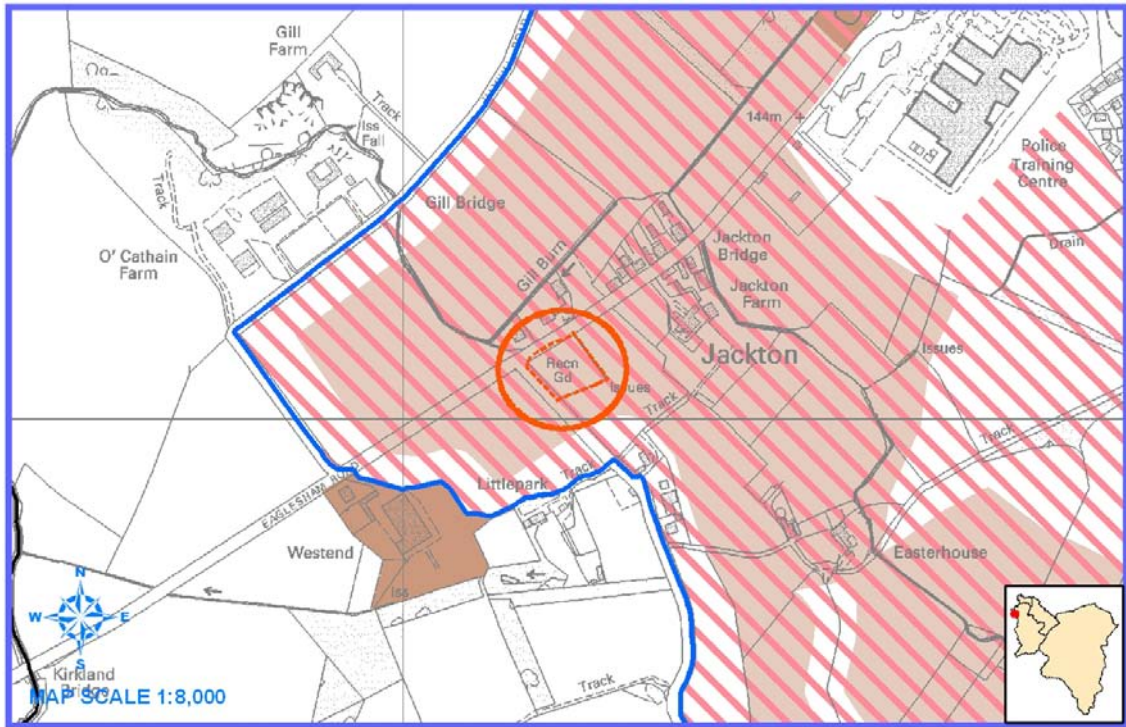 Gill
Farm
Track
Iss
Fall
Track
O' Cathain
Farm
Gill Bridge
144m
Police
Training
Centre
Drain
Gill Burn
Jackton
Bridge
Jackton
Farm
Jackton
Recn
Gd
Issues
Issues
Track
Track
Littlepark
Track
EAGLESHAM ROAD
Westend
Iss
Easterhouse
N
W
E
S
Kirkland
Bridge
MAP SCALE 1:8,000
Track